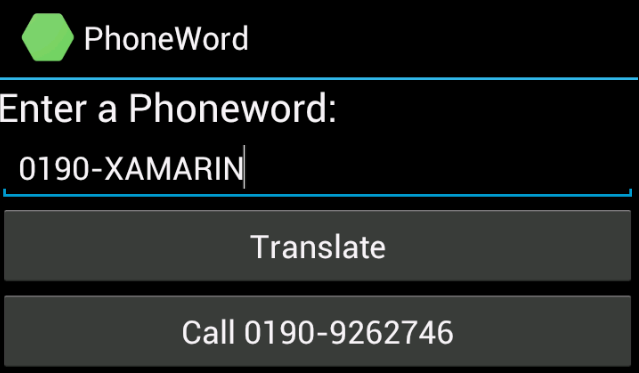 PhoneWord
Enter a Phoneword:
0190-XAMARIN
Translate
Call 0190-9262746